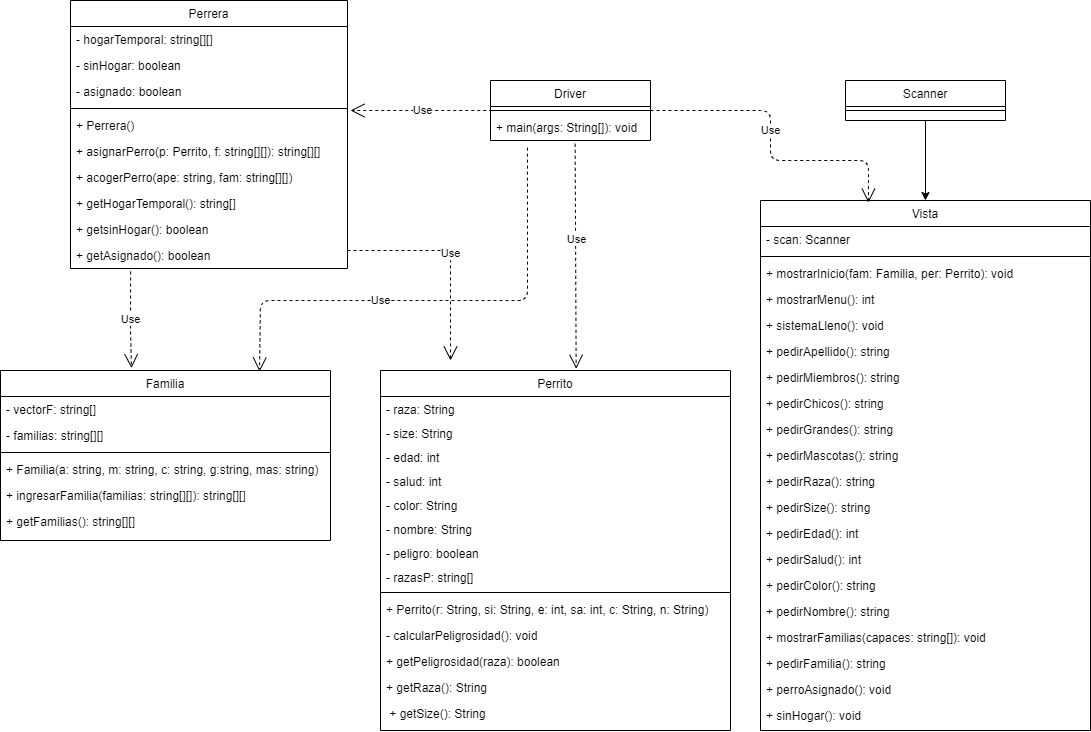 Perrera
- hogarTemporal: string[][]
- sinHogar: boolean
- asignado: boolean
+ Perrera()
+ asignarPerro(p: Perrito, f: string[][]): string[][]
+ acogerPerro(ape: string, fam: string[][])
+ getHogarTemporal(): string[]
+ getsinHogar(): boolean
+ getAsignado(): boolean
Use
Driver
+ main(args: String[]): void
Use
Scanner
Use
Use
Use
Use
Vista
- scan: Scanner
+ mostrarInicio(fam: Familia, per: Perrito): void
+ mostrarMenu(): int
+ sistemaLleno(): void
+ pedirApellido(): string
+ pedirMiembros(): string
+ pedirChicos(): string
+ pedirGrandes(): string
+ pedirMascotas(): string
+ pedirRaza(): string
+ pedirSize(): string
+ pedirEdad(): int
+ pedirSalud(): int
+ pedirColor(): string
+ pedirNombre(): string
+ mostrarFamilias(capaces: string[]): void
+ pedirFamilia(): string
+ perroAsignado(): void
+ sinHogar(): void
Familia
- vectorF: string[]
- familias: string[][]
+ Familia(a: string, m: string, c: string, g:string, mas: string)
+ ingresarFamilia(familias: string[][]): string[][]
+ getFamilias(): string[][]
Perrito
- raza: String
- size: String
- edad: int
- salud: int
- color: String
- nombre: String
- peligro: boolean
- razasP: string[]
+ Perrito(r: String, si: String, e: int, sa: int, c: String, n: String)
- calcularPeligrosidad(): void
+ getPeligrosidad(raza): boolean
+ getRaza(): String
+ getSize(): String